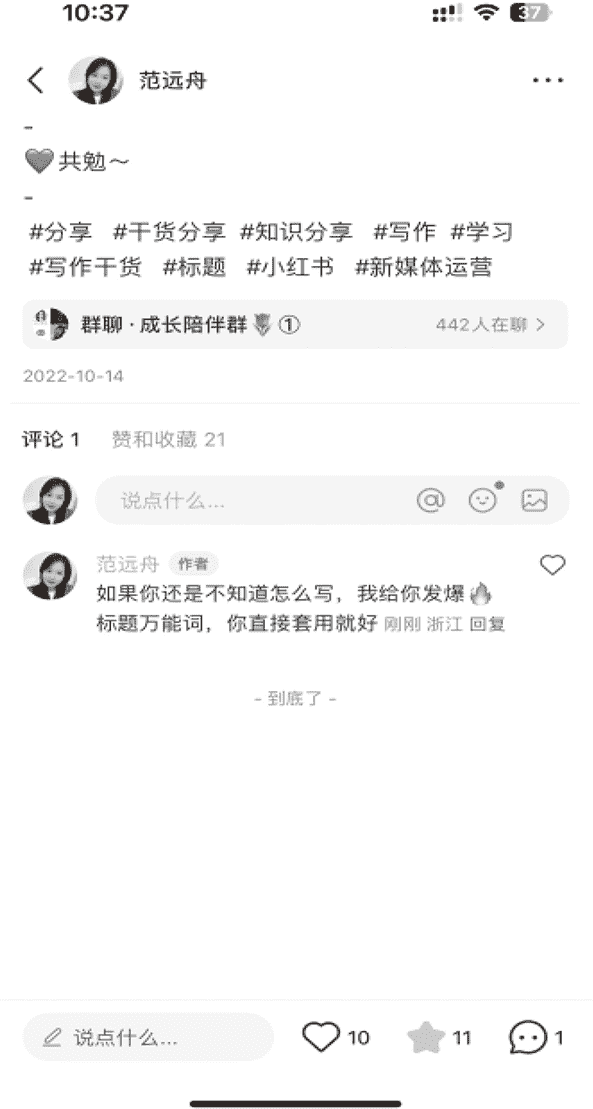 10:37
37
范远舟
-
🩶共勉～
-
#分享 #干货分享 #知识分享 #写作 #学习
#写作干货 #标题 #小红书 #新媒体运营
群聊 · 成长陪伴群🌷① 442人在聊 >
2022-10-14
评论 1 赞和收藏 21
说点什么...
范远舟 作者
如果你还是不知道怎么写，我给你发爆🔥
标题万能词，你直接套用就好 刚刚 浙江 回复
- 到底了 -
说点什么... 10 11 1